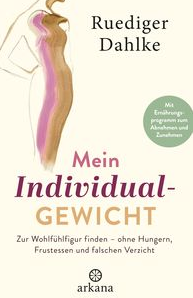 Ruediger
Dahlke
Mit
Ernährungs-
programm zum
Abnehmen und
Zunehmen
Mein
Individual-
GEWICHT
Zur Wohlfühlfigur finden – ohne Hungern,
Frustessen und falschen Verzicht
arkana